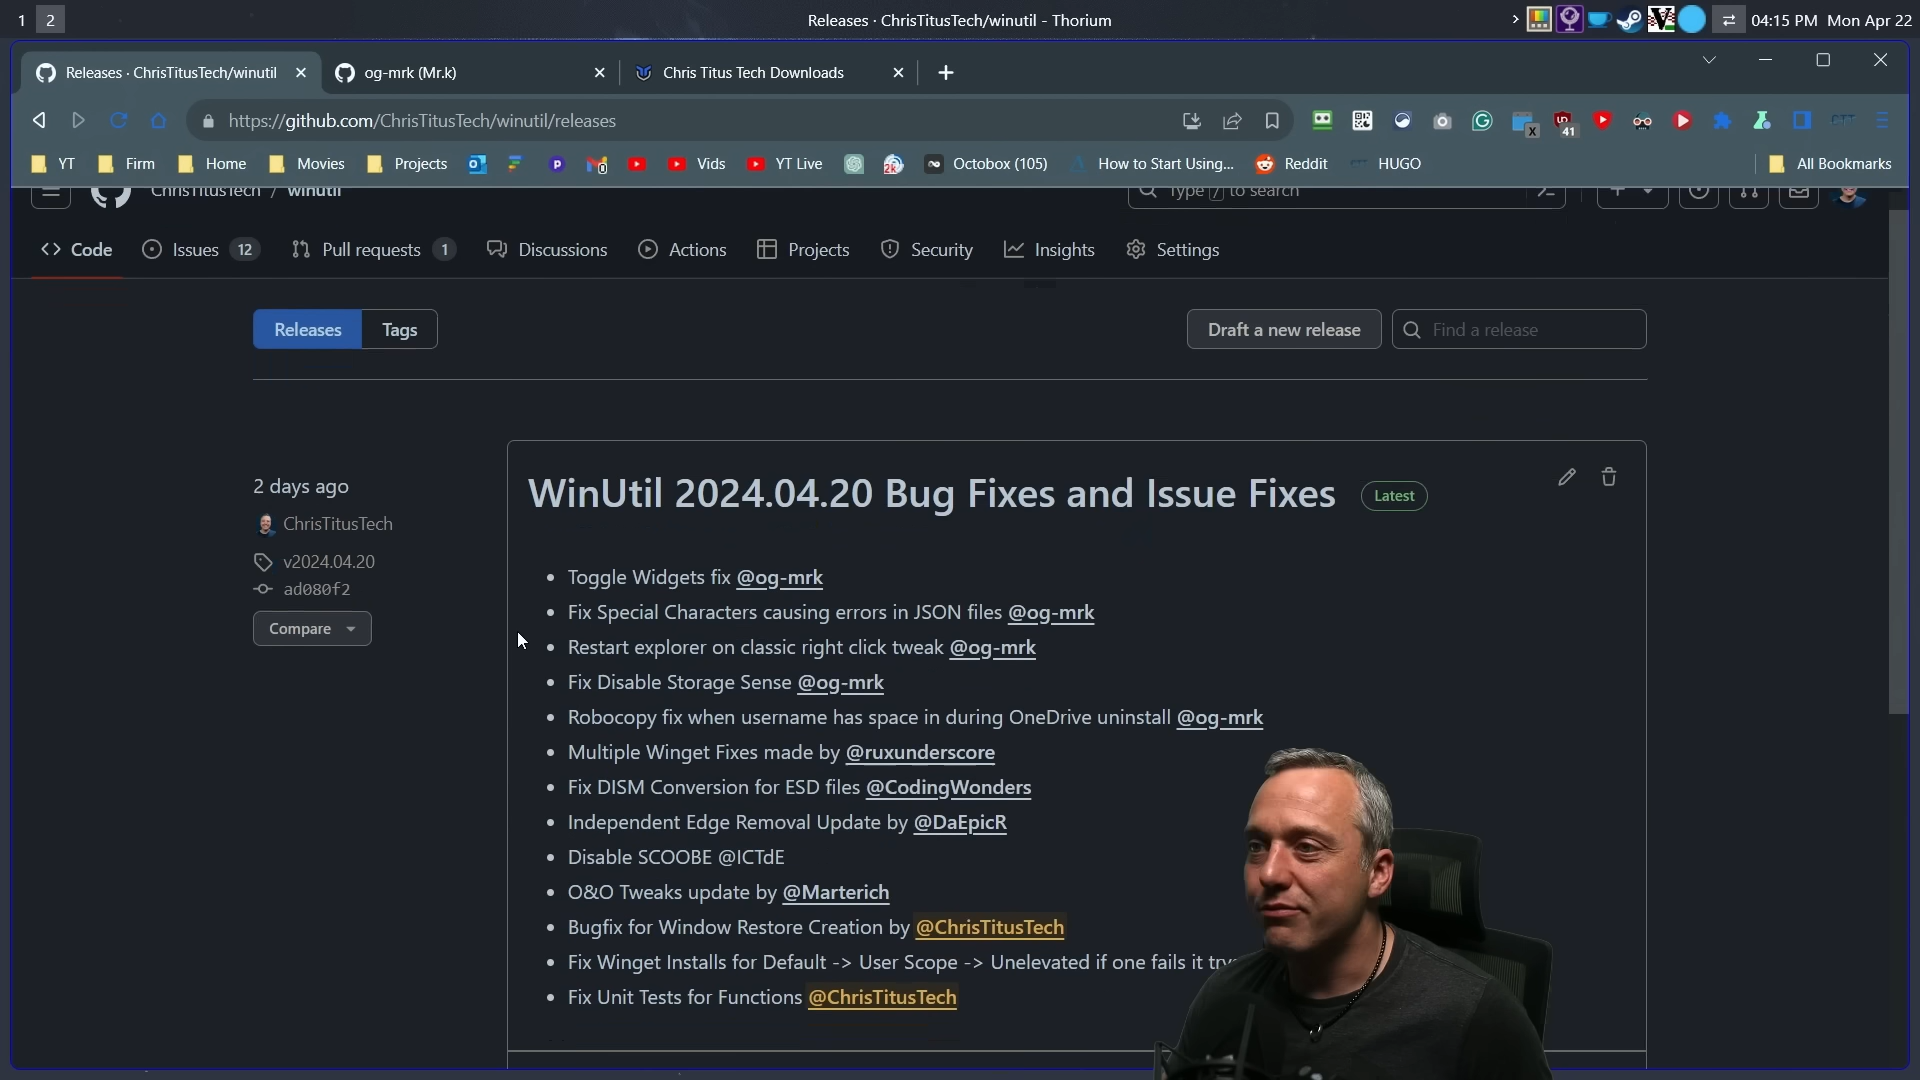 1 2 Releases · ChrisTitusTech/winutil - Thorium 04:15 PM Mon Apr 22
Releases · ChrisTitusTech/winutil og-mrk (Mr.k) Chris Titus Tech Downloads
https://github.com/ChrisTitusTech/winutil/releases 41
YT Firm Home Movies Projects Vids YT Live Octobox (105) How to Start Using... Reddit HUGO All Bookmarks
ChrisTitusTech / winutil Type / to search
Code Issues 12 Pull requests 1 Discussions Actions Projects Security Insights Settings
Releases Tags Draft a new release Find a release
2 days ago
ChrisTitusTech
v2024.04.20
ad080f2
Compare
WinUtil 2024.04.20 Bug Fixes and Issue Fixes Latest
Toggle Widgets fix @og-mrk
Fix Special Characters causing errors in JSON files @og-mrk
Restart explorer on classic right click tweak @og-mrk
Fix Disable Storage Sense @og-mrk
Robocopy fix when username has space in during OneDrive uninstall @og-mrk
Multiple Winget Fixes made by @ruxunderscore
Fix DISM Conversion for ESD files @CodingWonders
Independent Edge Removal Update by @DaEpicR
Disable SCOOBE @ICTdE
O&O Tweaks update by @Marterich
Bugfix for Window Restore Creation by @ChrisTitusTech
Fix Winget Installs for Default -> User Scope -> Unelevated if one fails it
Fix Unit Tests for Functions @ChrisTitusTech